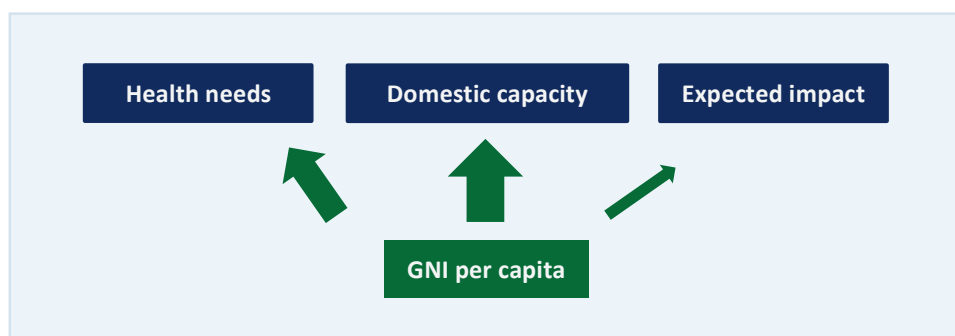 Health needs
Domestic capacity
Expected impact
GNI per capita